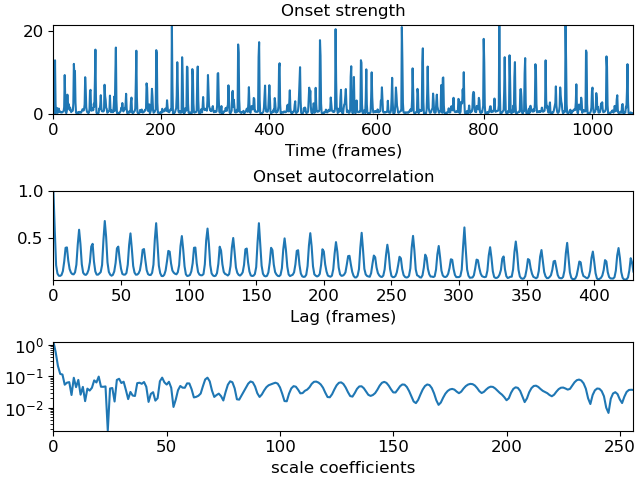 Onset strength
20
0
0 200 400 600 800 1000
Time (frames)
Onset autocorrelation
1.0
0.5
0 50 100 150 200 250 300 350 400
Lag (frames)
10⁰
10⁻¹
10⁻²
0 50 100 150 200 250
scale coefficients